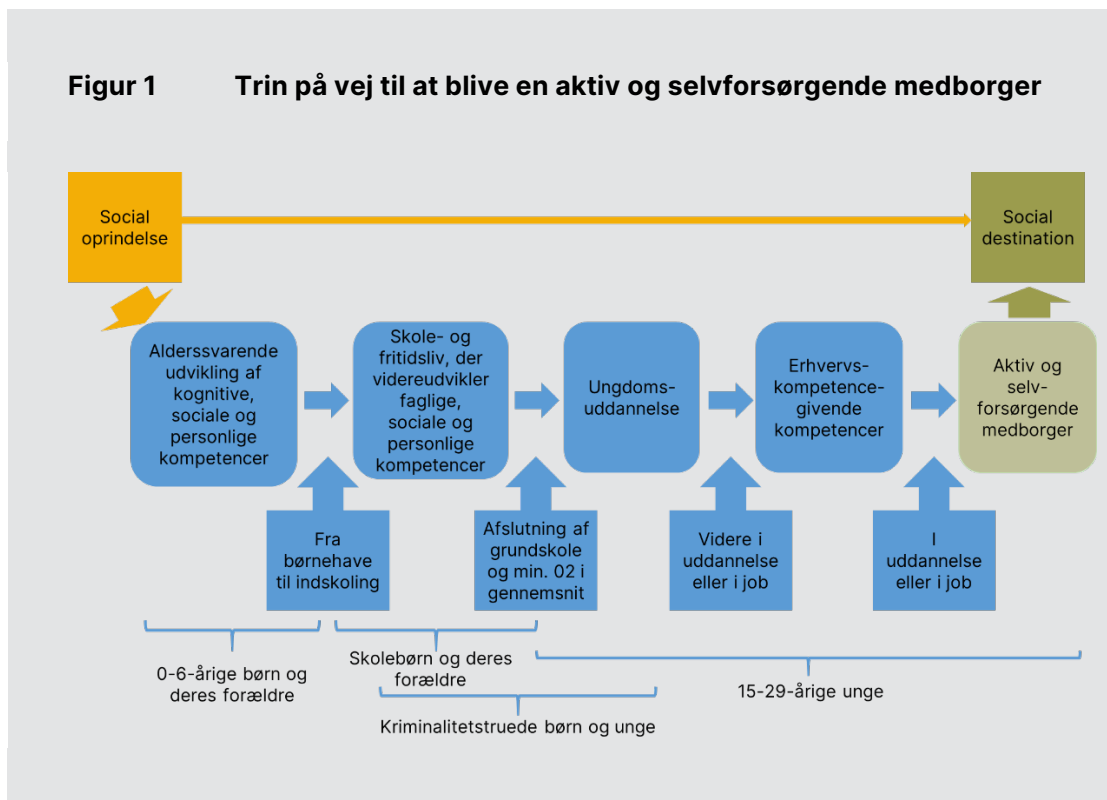 Figur 1 Trin på vej til at blive en aktiv og selvforsørgende medborger
Social
oprindelse
Social
destination
Alderssvarende
udvikling af
kognitive,
sociale og
personlige
kompetencer
Skole- og
fritidsliv, der
videreudvikler
faglige,
sociale og
personlige
kompetencer
Ungdoms-
uddannelse
Erhvervs-
kompetence-
givende
kompetencer
Aktiv og
selv-
forsørgende
medborger
Fra
børnehave
til indskoling
Afslutning af
grundskole
og min. 02 i
gennemsnit
Videre i
uddannelse
eller i job
I
uddannelse
eller i job
0-6-årige børn og
deres forældre
Skolebørn og deres
forældre
Kriminalitetstruede børn og unge
15-29-årige unge